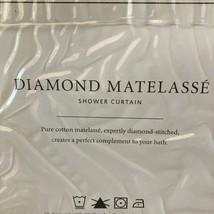 DIAMOND MATELASSÉ
SHOWER CURTAIN
Pure cotton matelassé, expertly diamond-stitched,
creates a perfect complement to your bath.